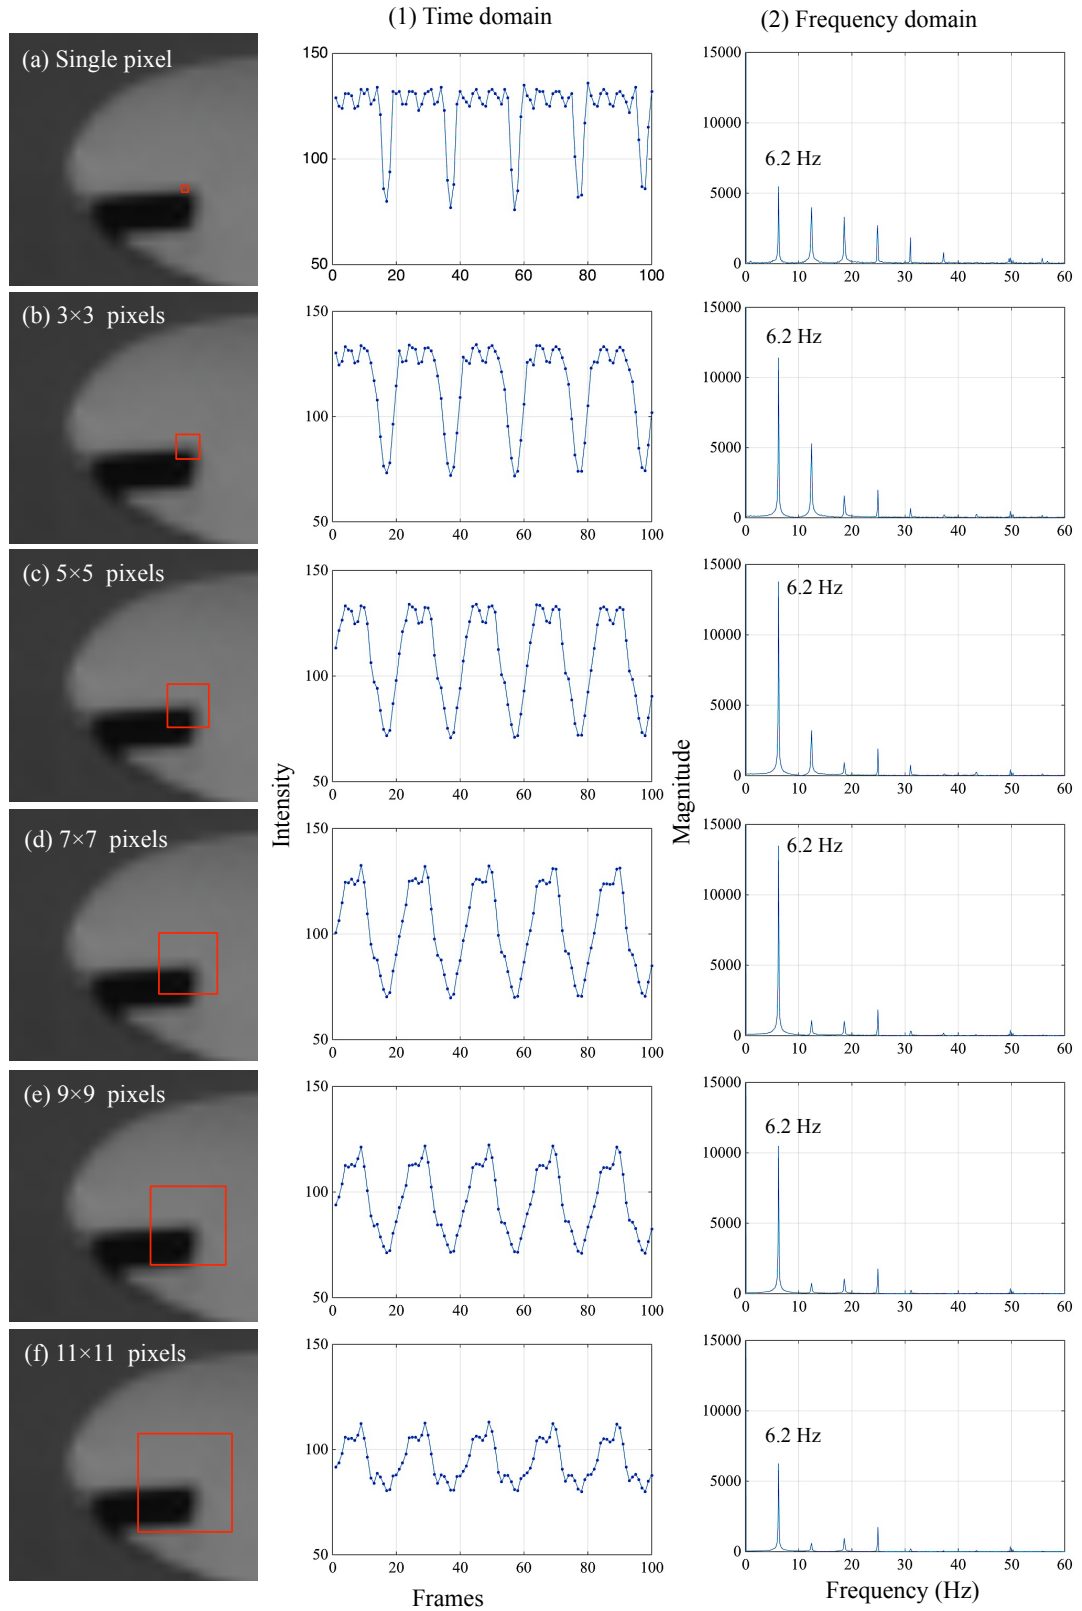 (1) Time domain
(2) Frequency domain
(a) Single pixel
150
100
50
0 20 40 60 80 100
15000
10000
5000
0
6.2 Hz
0 10 20 30 40 50 60
(b) 3×3 pixels
150
100
50
0 20 40 60 80 100
15000
10000
5000
0
6.2 Hz
0 10 20 30 40 50 60
(c) 5×5 pixels
150
100
50
0 20 40 60 80 100
15000
10000
5000
0
6.2 Hz
0 10 20 30 40 50 60
Intensity
Magnitude
(d) 7×7 pixels
150
100
50
0 20 40 60 80 100
15000
10000
5000
0
6.2 Hz
0 10 20 30 40 50 60
(e) 9×9 pixels
150
100
50
0 20 40 60 80 100
15000
10000
5000
0
6.2 Hz
0 10 20 30 40 50 60
(f) 11×11 pixels
150
100
50
0 20 40 60 80 100
15000
10000
5000
0
6.2 Hz
0 10 20 30 40 50 60
Frames
Frequency (Hz)